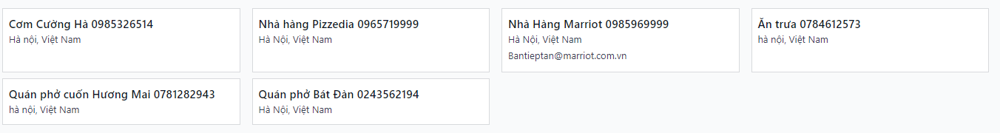 Cơm Cường Hà 0985326514
Hà nội, Việt Nam
Nhà hàng Pizzedia 0965719999
Hà Nội, Việt Nam
Nhà Hàng Marriot 0985969999
Hà Nội, Việt Nam
Bantieptan@marriot.com.vn
Ăn trưa 0784612573
hà nội, Việt Nam
Quán phở cuốn Hương Mai 0781282943
hà nội, Việt Nam
Quán phở Bát Đàn 0243562194
Hà Nội, Việt Nam